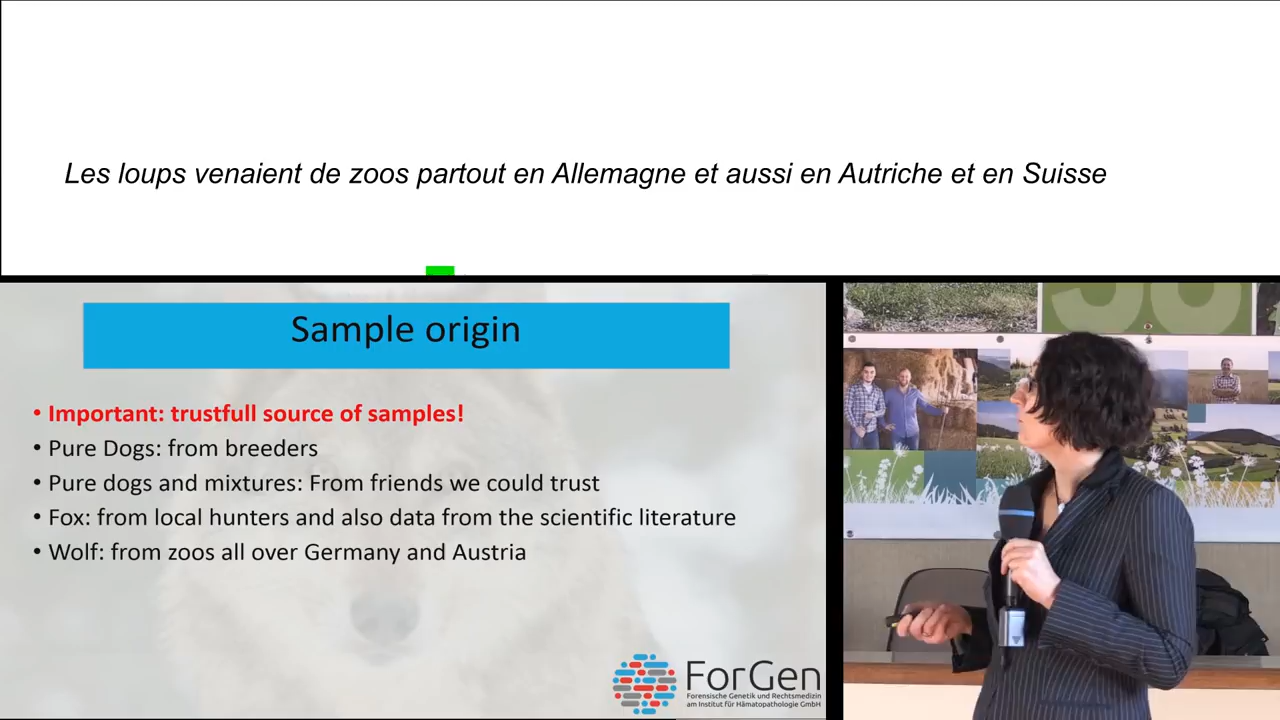 Les loups venaient de zoos partout en Allemagne et aussi en Autriche et en Suisse
Sample origin
• Important: trustfull source of samples!
• Pure Dogs: from breeders
• Pure dogs and mixtures: From friends we could trust
• Fox: from local hunters and also data from the scientific literature
• Wolf: from zoos all over Germany and Austria
ForGen
Forensische Genetik und Rechtsmedizin
am Institut für Hämatopathologie GmbH